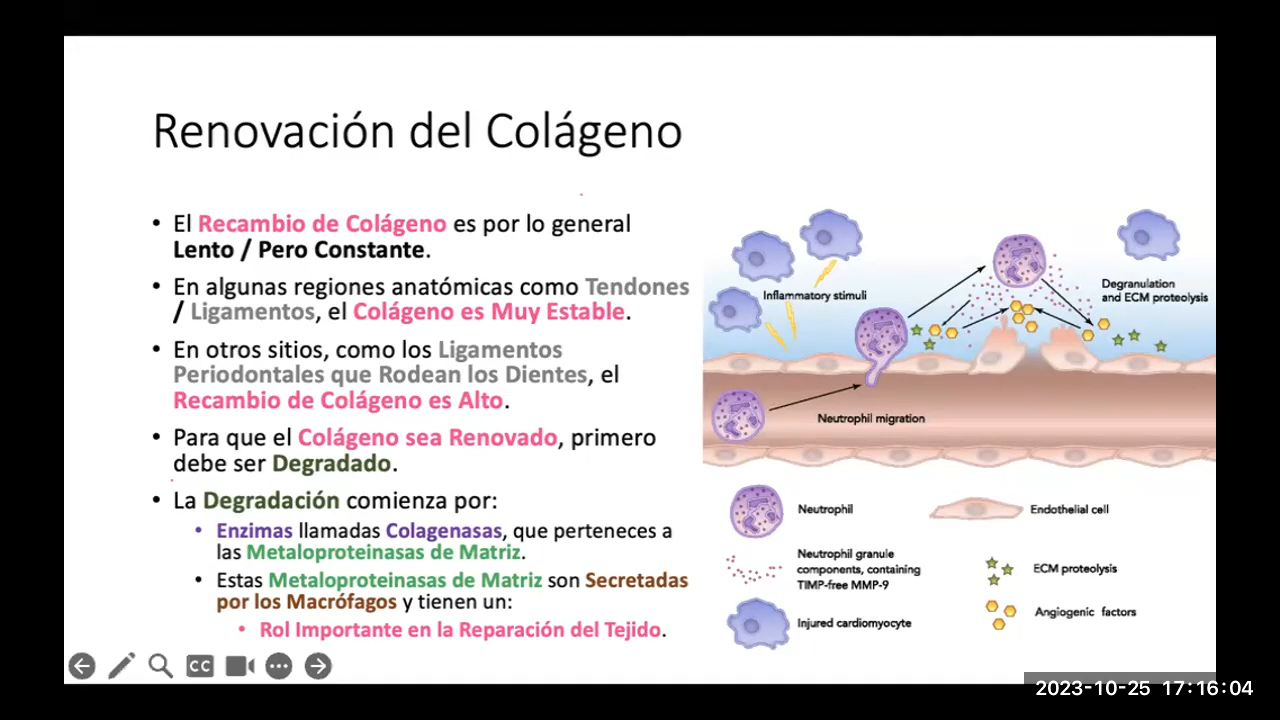 Renovación del Colágeno
• El Recambio de Colágeno es por lo general
Lento / Pero Constante.
• En algunas regiones anatómicas como Tendones
/ Ligamentos, el Colágeno es Muy Estable.
• En otros sitios, como los Ligamentos
Periodontales que Rodean los Dientes, el
Recambio de Colágeno es Alto.
• Para que el Colágeno sea Renovado, primero
debe ser Degradado.
• La Degradación comienza por:
• Enzimas llamadas Colagenasas, que perteneces a
las Metaloproteinasas de Matriz.
• Estas Metaloproteinasas de Matriz son Secretadas
por los Macrófagos y tienen un:
• Rol Importante en la Reparación del Tejido.
Inflammatory stimuli
Degranulation
and ECM proteolysis
Neutrophil migration
Neutrophil
Endothelial cell
Neutrophil granule
components, containing
TIMP-free MMP-9
ECM proteolysis
Angiogenic factors
Injured cardiomyocyte
CC
2023-10-25 17:16:04